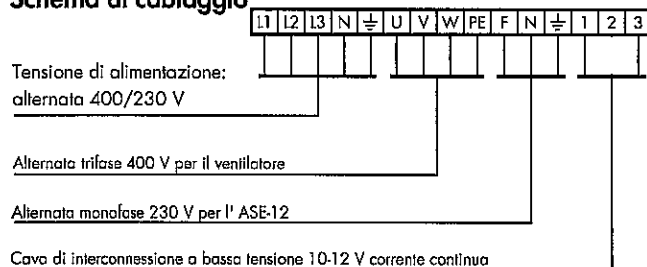 Schema di cablaggio
L1 L2 L3 N ⏚ U V W PE F N ⏚ 1 2 3
Tensione di alimentazione:
alternata 400/230 V
Alternata trifase 400 V per il ventilatore
Alternata monofase 230 V per l' ASE-12
Cavo di interconnessione a bassa tensione 10-12 V corrente continua